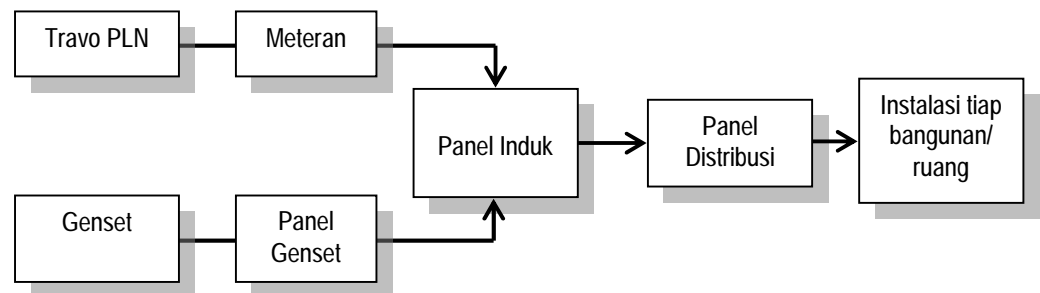 Travo PLN
Meteran
Panel Induk
Panel
Distribusi
Instalasi tiap
bangunan/
ruang
Genset
Panel
Genset